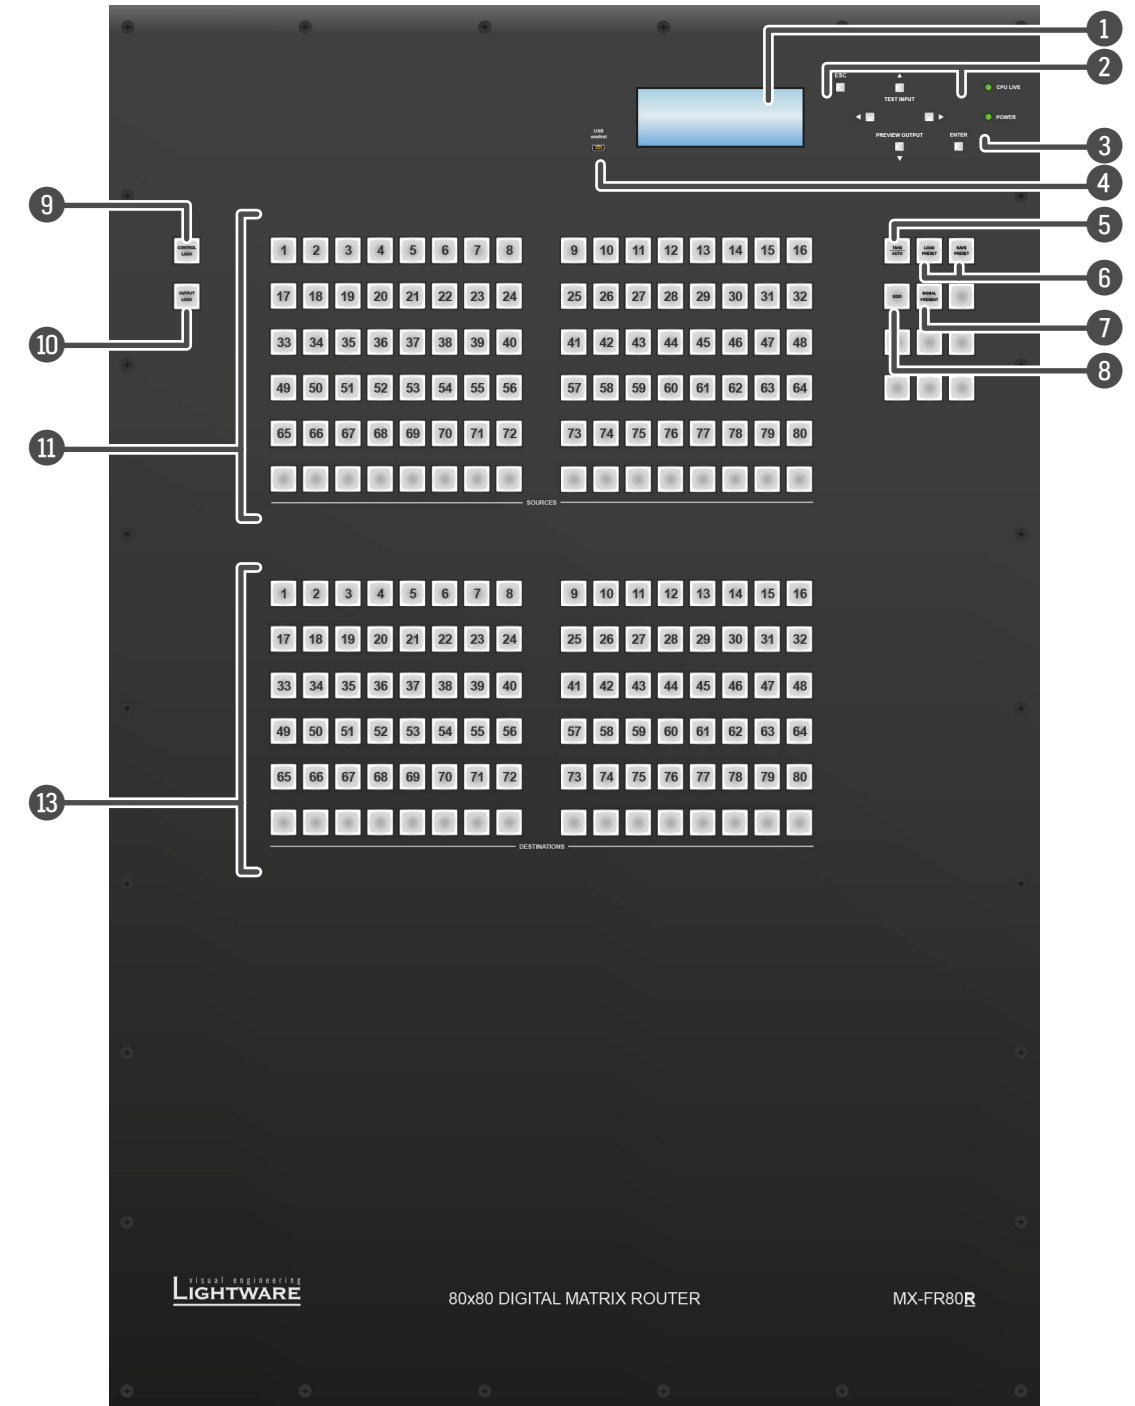 1
ESC
2
TEST INPUT
CPU LIVE
POWER
USB
control
PREVIEW OUTPUT
ENTER
3
4
9
5
CONTROL
LOCK
1 2 3 4 5 6 7 8 9 10 11 12 13 14 15 16
TAKE
AUTO
LOAD
PRESET
SAVE
PRESET
6
OUTPUT
LOCK
17 18 19 20 21 22 23 24 25 26 27 28 29 30 31 32
EDID
SIGNAL
PRESENT
7
10
33 34 35 36 37 38 39 40 41 42 43 44 45 46 47 48
8
49 50 51 52 53 54 55 56 57 58 59 60 61 62 63 64
11
65 66 67 68 69 70 71 72 73 74 75 76 77 78 79 80
SOURCES
1 2 3 4 5 6 7 8 9 10 11 12 13 14 15 16
17 18 19 20 21 22 23 24 25 26 27 28 29 30 31 32
33 34 35 36 37 38 39 40 41 42 43 44 45 46 47 48
49 50 51 52 53 54 55 56 57 58 59 60 61 62 63 64
65 66 67 68 69 70 71 72 73 74 75 76 77 78 79 80
13
DESTINATIONS
visual engineering
LIGHTWARE
80x80 DIGITAL MATRIX ROUTER
MX-FR80R